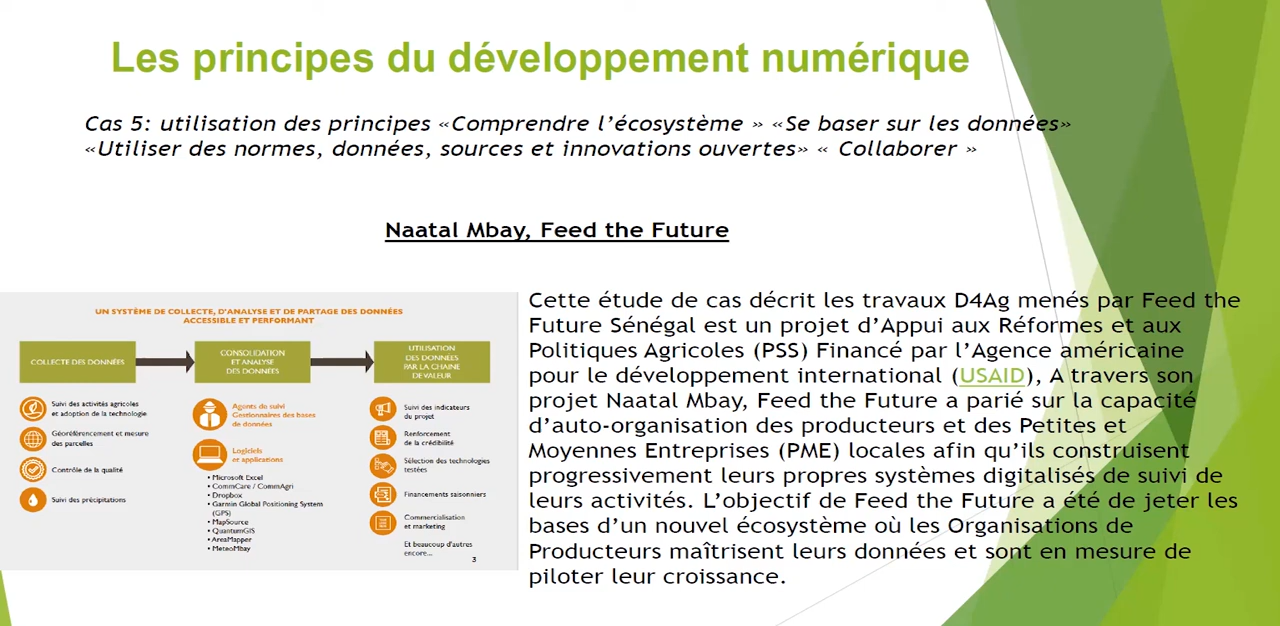 Les principes du développement numérique
Cas 5: utilisation des principes «Comprendre l’écosystème » «Se baser sur les données»
«Utiliser des normes, données, sources et innovations ouvertes» « Collaborer »
Naatal Mbay, Feed the Future
UN SYSTÈME DE COLLECTE, D'ANALYSE ET DE PARTAGE DES DONNÉES
ACCESSIBLE ET PERFORMANT
COLLECTE DES DONNÉES
CONSOLIDATION
ET ANALYSE
DES DONNÉES
UTILISATION
DES DONNÉES
PAR LA CHAINE
DE VALEUR
Suivi des activités agricoles
et adoption de la technologie
Géoréférencement et mesure
des parcelles
Contrôle de la qualité
Suivi des précipitations
Agents de suivi
Gestionnaires des bases
de données
Logiciels
et applications
• Microsoft Excel
• CommCare / CommAgri
• Dropbox
• Garmin Global Positioning System
(GPS)
• MapSource
• QuantumGIS
• AreaMapper
• MeteoMbay
Suivi des indicateurs
du projet
Renforcement
de la crédibilité
Sélection des technologies
testées
Financements saisonniers
Commercialisation
et marketing
Et beaucoup d'autres
encore...
3
Cette étude de cas décrit les travaux D4Ag menés par Feed the
Future Sénégal est un projet d’Appui aux Réformes et aux
Politiques Agricoles (PSS) Financé par l’Agence américaine
pour le développement international (USAID), A travers son
projet Naatal Mbay, Feed the Future a parié sur la capacité
d’auto-organisation des producteurs et des Petites et
Moyennes Entreprises (PME) locales afin qu’ils construisent
progressivement leurs propres systèmes digitalisés de suivi de
leurs activités. L’objectif de Feed the Future a été de jeter les
bases d’un nouvel écosystème où les Organisations de
Producteurs maîtrisent leurs données et sont en mesure de
piloter leur croissance.